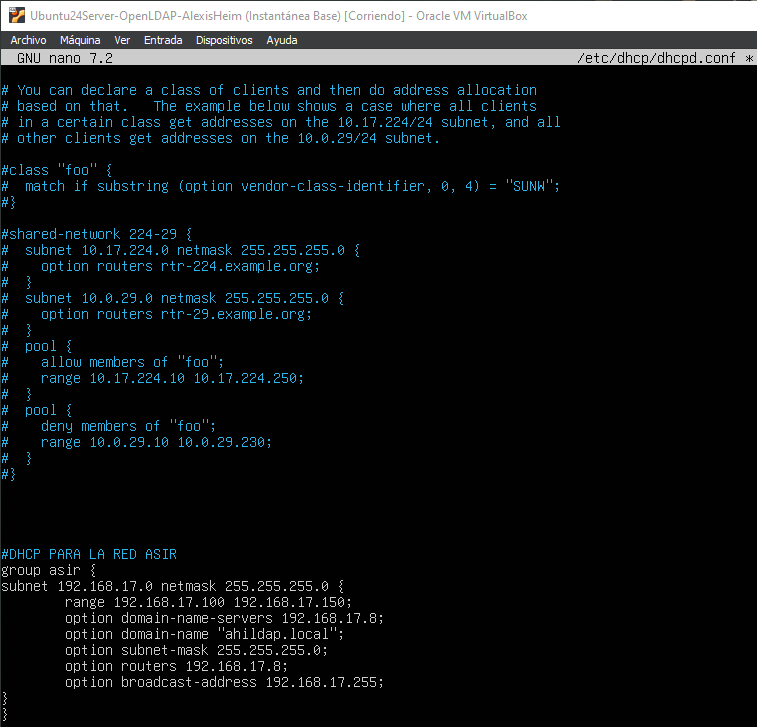 Ubuntu24Server-OpenLDAP-AlexisHeim (Instantánea Base) [Corriendo] - Oracle VM VirtualBox
Archivo Máquina Ver Entrada Dispositivos Ayuda
GNU nano 7.2 /etc/dhcp/dhcpd.conf *
# You can declare a class of clients and then do address allocation
# based on that.   The example below shows a case where all clients
# in a certain class get addresses on the 10.17.224/24 subnet, and all
# other clients get addresses on the 10.0.29/24 subnet.
#class "foo" {
#  match if substring (option vendor-class-identifier, 0, 4) = "SUNW";
#}
#shared-network 224-29 {
#  subnet 10.17.224.0 netmask 255.255.255.0 {
#    option routers rtr-224.example.org;
#  }
#  subnet 10.0.29.0 netmask 255.255.255.0 {
#    option routers rtr-29.example.org;
#  }
#  pool {
#    allow members of "foo";
#    range 10.17.224.10 10.17.224.250;
#  }
#  pool {
#    deny members of "foo";
#    range 10.0.29.10 10.0.29.230;
#  }
#}
#DHCP PARA LA RED ASIR
group asir {
subnet 192.168.17.0 netmask 255.255.255.0 {
        range 192.168.17.100 192.168.17.150;
        option domain-name-servers 192.168.17.8;
        option domain-name "ahildap.local";
        option subnet-mask 255.255.255.0;
        option routers 192.168.17.8;
        option broadcast-address 192.168.17.255;
}
}